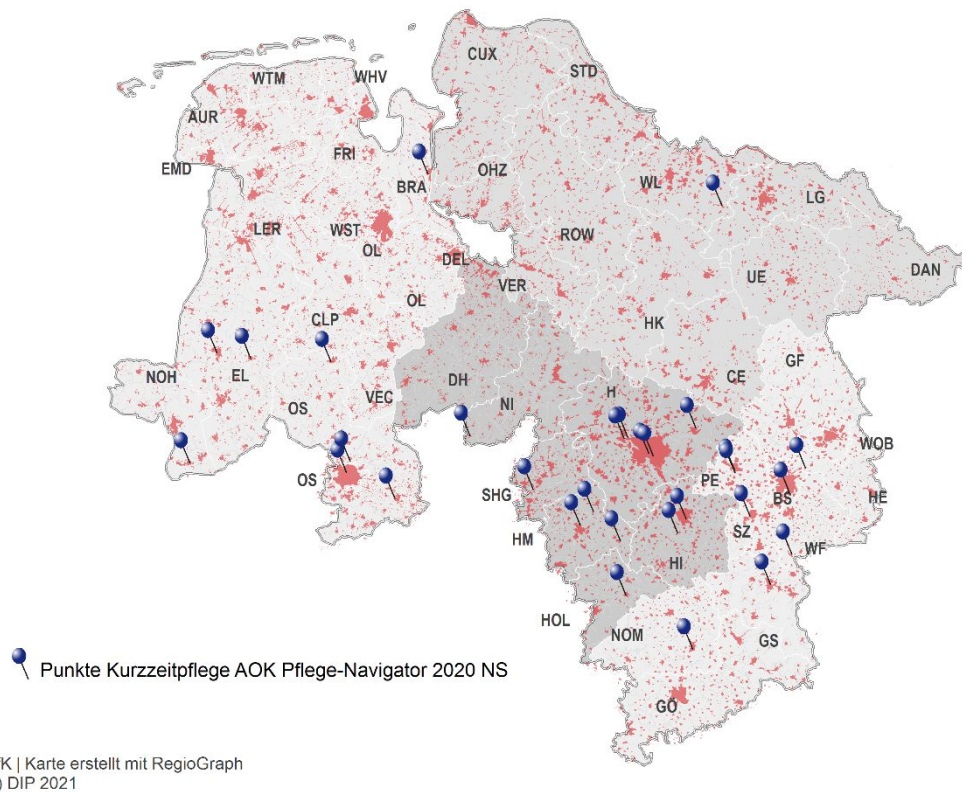 CUX
WTM
WHV
STD
AUR
FRI
OHZ
EMD
BRA
WL
LG
LER
WST
OL
ROW
DEL
UE
DAN
VER
OL
CLP
HK
GF
NOH
EL
VEC
DH
CE
OS
NI
H
WOB
OS
SHG
PE
BS
HE
HM
SZ
WF
HI
HOL
NOM
GS
GÖ
Punkte Kurzzeitpflege AOK Pflege-Navigator 2020 NS
K | Karte erstellt mit RegioGraph
) DIP 2021